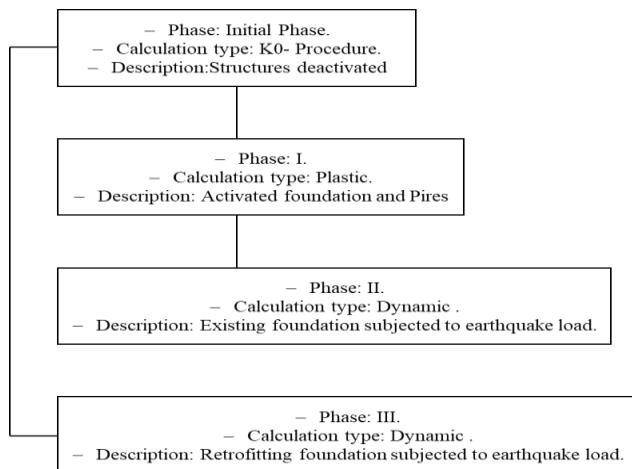 – Phase: Initial Phase.
– Calculation type: K0- Procedure.
– Description:Structures deactivated
– Phase: I.
– Calculation type: Plastic.
– Description: Activated foundation and Pires
– Phase: II.
– Calculation type: Dynamic .
– Description: Existing foundation subjected to earthquake load.
– Phase: III.
– Calculation type: Dynamic .
– Description: Retrofitting foundation subjected to earthquake load.